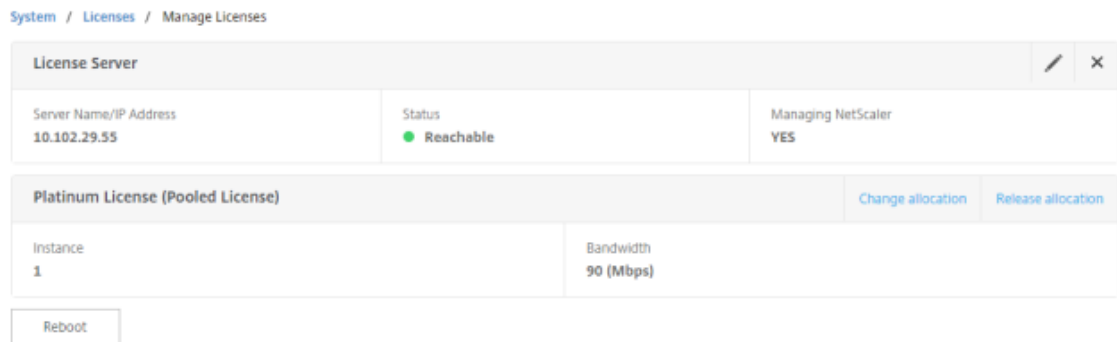 System / Licenses / Manage Licenses
License Server
Server Name/IP Address Status Managing NetScaler
10.102.29.55 Reachable YES
Platinum License (Pooled License) Change allocation Release allocation
Instance Bandwidth
1 90 (Mbps)
Reboot